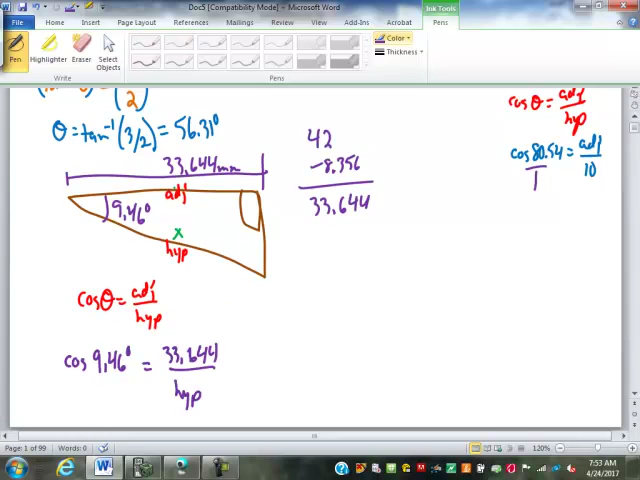 Doc5 [Compatibility Mode] - Microsoft Word
Ink Tools
File Home Insert Page Layout References Mailings Review View Add-Ins Acrobat Pens
Pen Highlighter Eraser Select Objects
Color
Thickness
Write
Pens
2
θ = tan⁻¹(3/2) = 56.31°
33.644mm
adj
9.46°
x
hyp
cosθ = adj/hyp
cos 9.46° = 33.644/hyp
42
-8.356
33.644
cosθ = adj/hyp
cos 80.54 = adj
1 10
Page: 1 of 99 Words: 0 120%
7:53 AM
4/24/2017